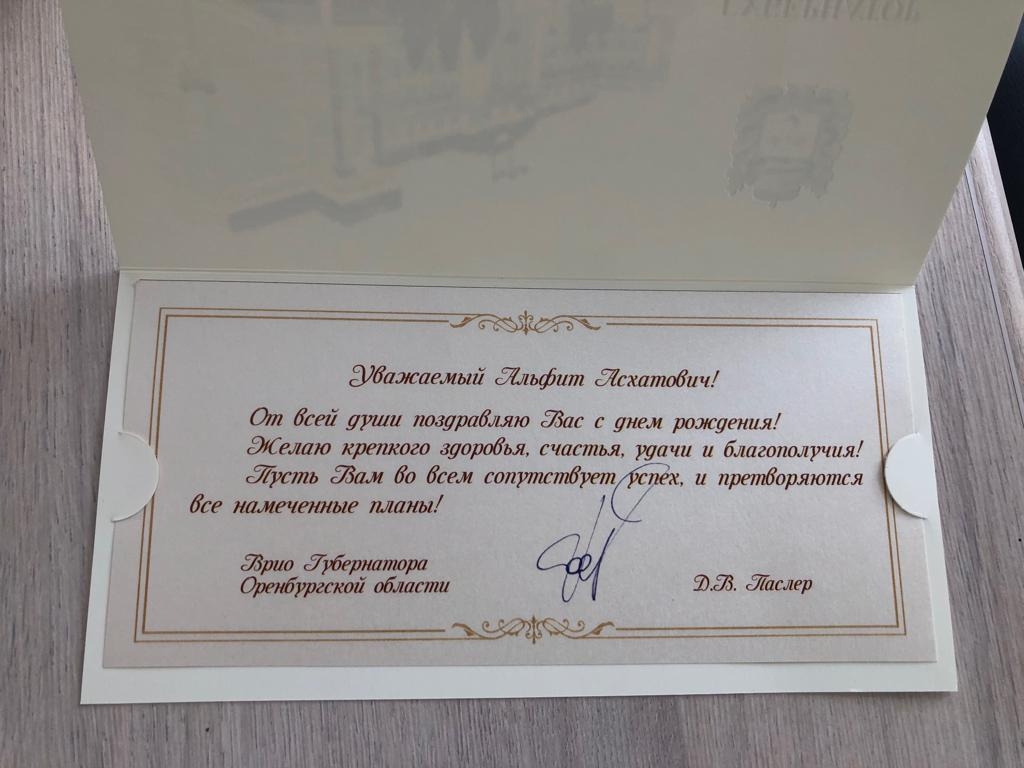 Уважаемый Альфит Асхатович!
От всей души поздравляю Вас с днем рождения!
Желаю крепкого здоровья, счастья, удачи и благополучия!
Пусть Вам во всем сопутствует успех, и претворяются
все намеченные планы!
Врио Губернатора
Оренбургской области
Д.В. Паслер